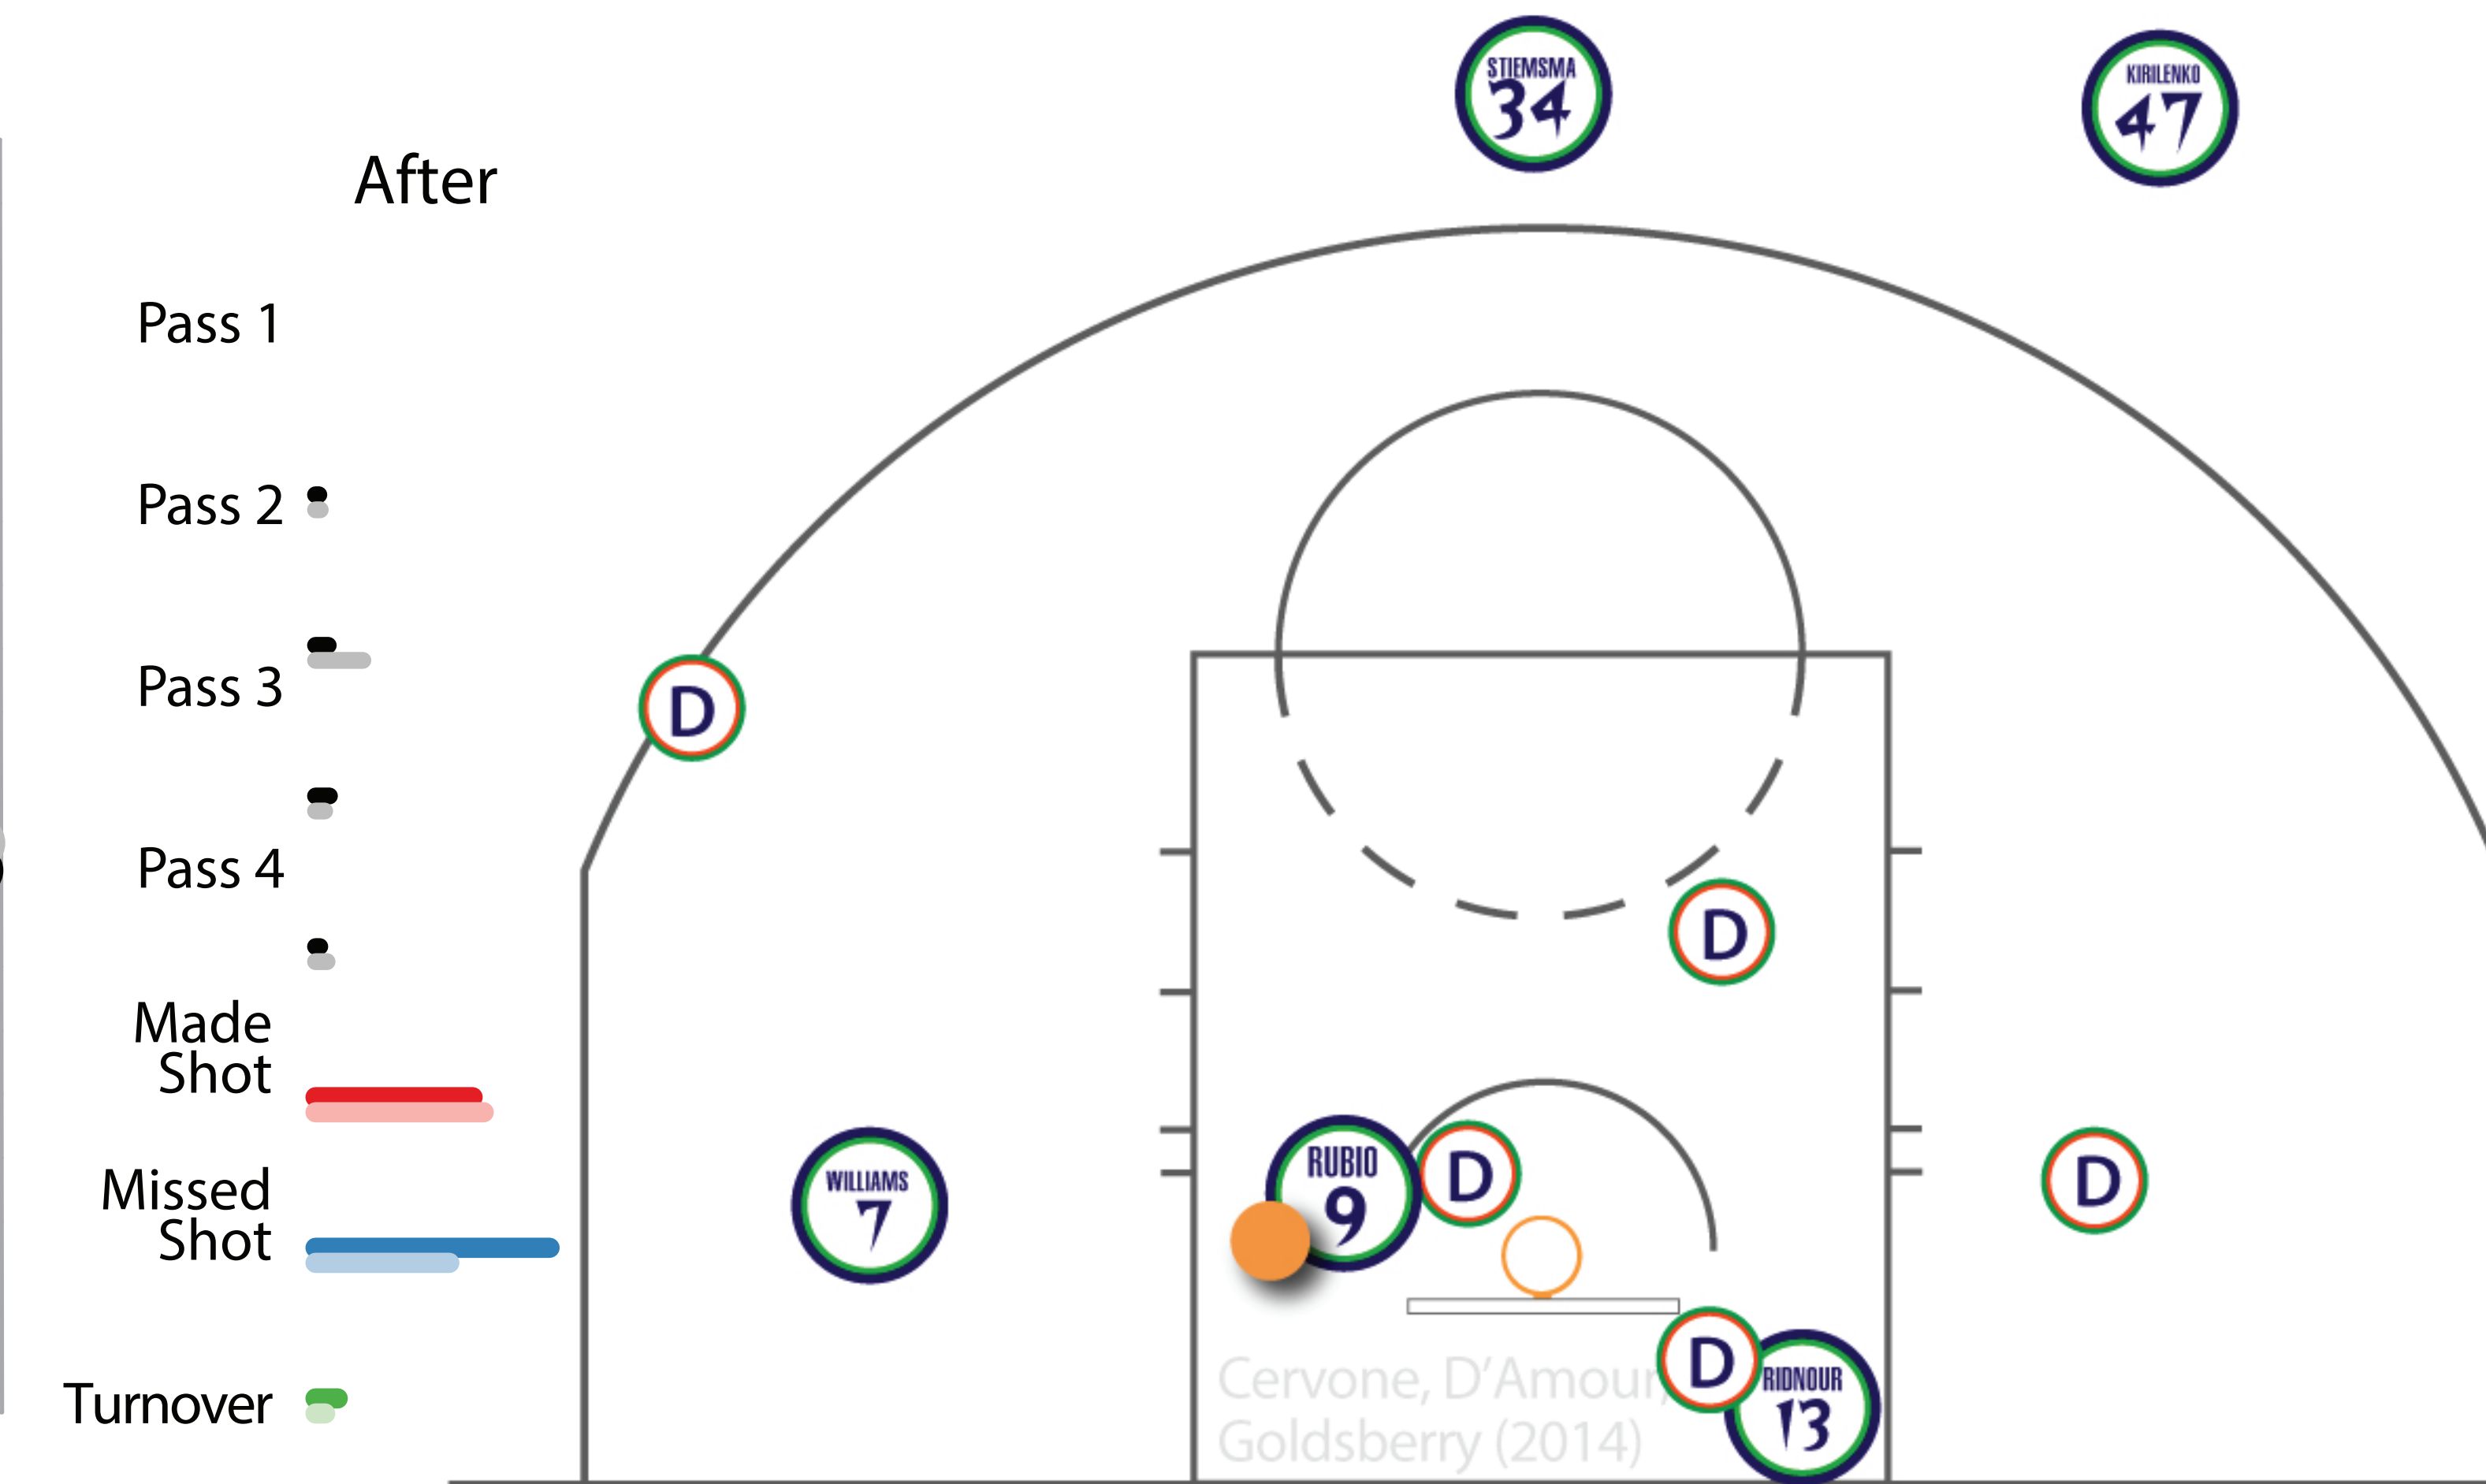 After
Pass 1
Pass 2
Pass 3
Pass 4
Made
Shot
Missed
Shot
Turnover
STIEMSMA
34
KIRILENKO
47
D
D
WILLIAMS
7
RUBIO
9
D
D
D
RIDNOUR
13
Cervone, D'Amour,
Goldsberry (2014)